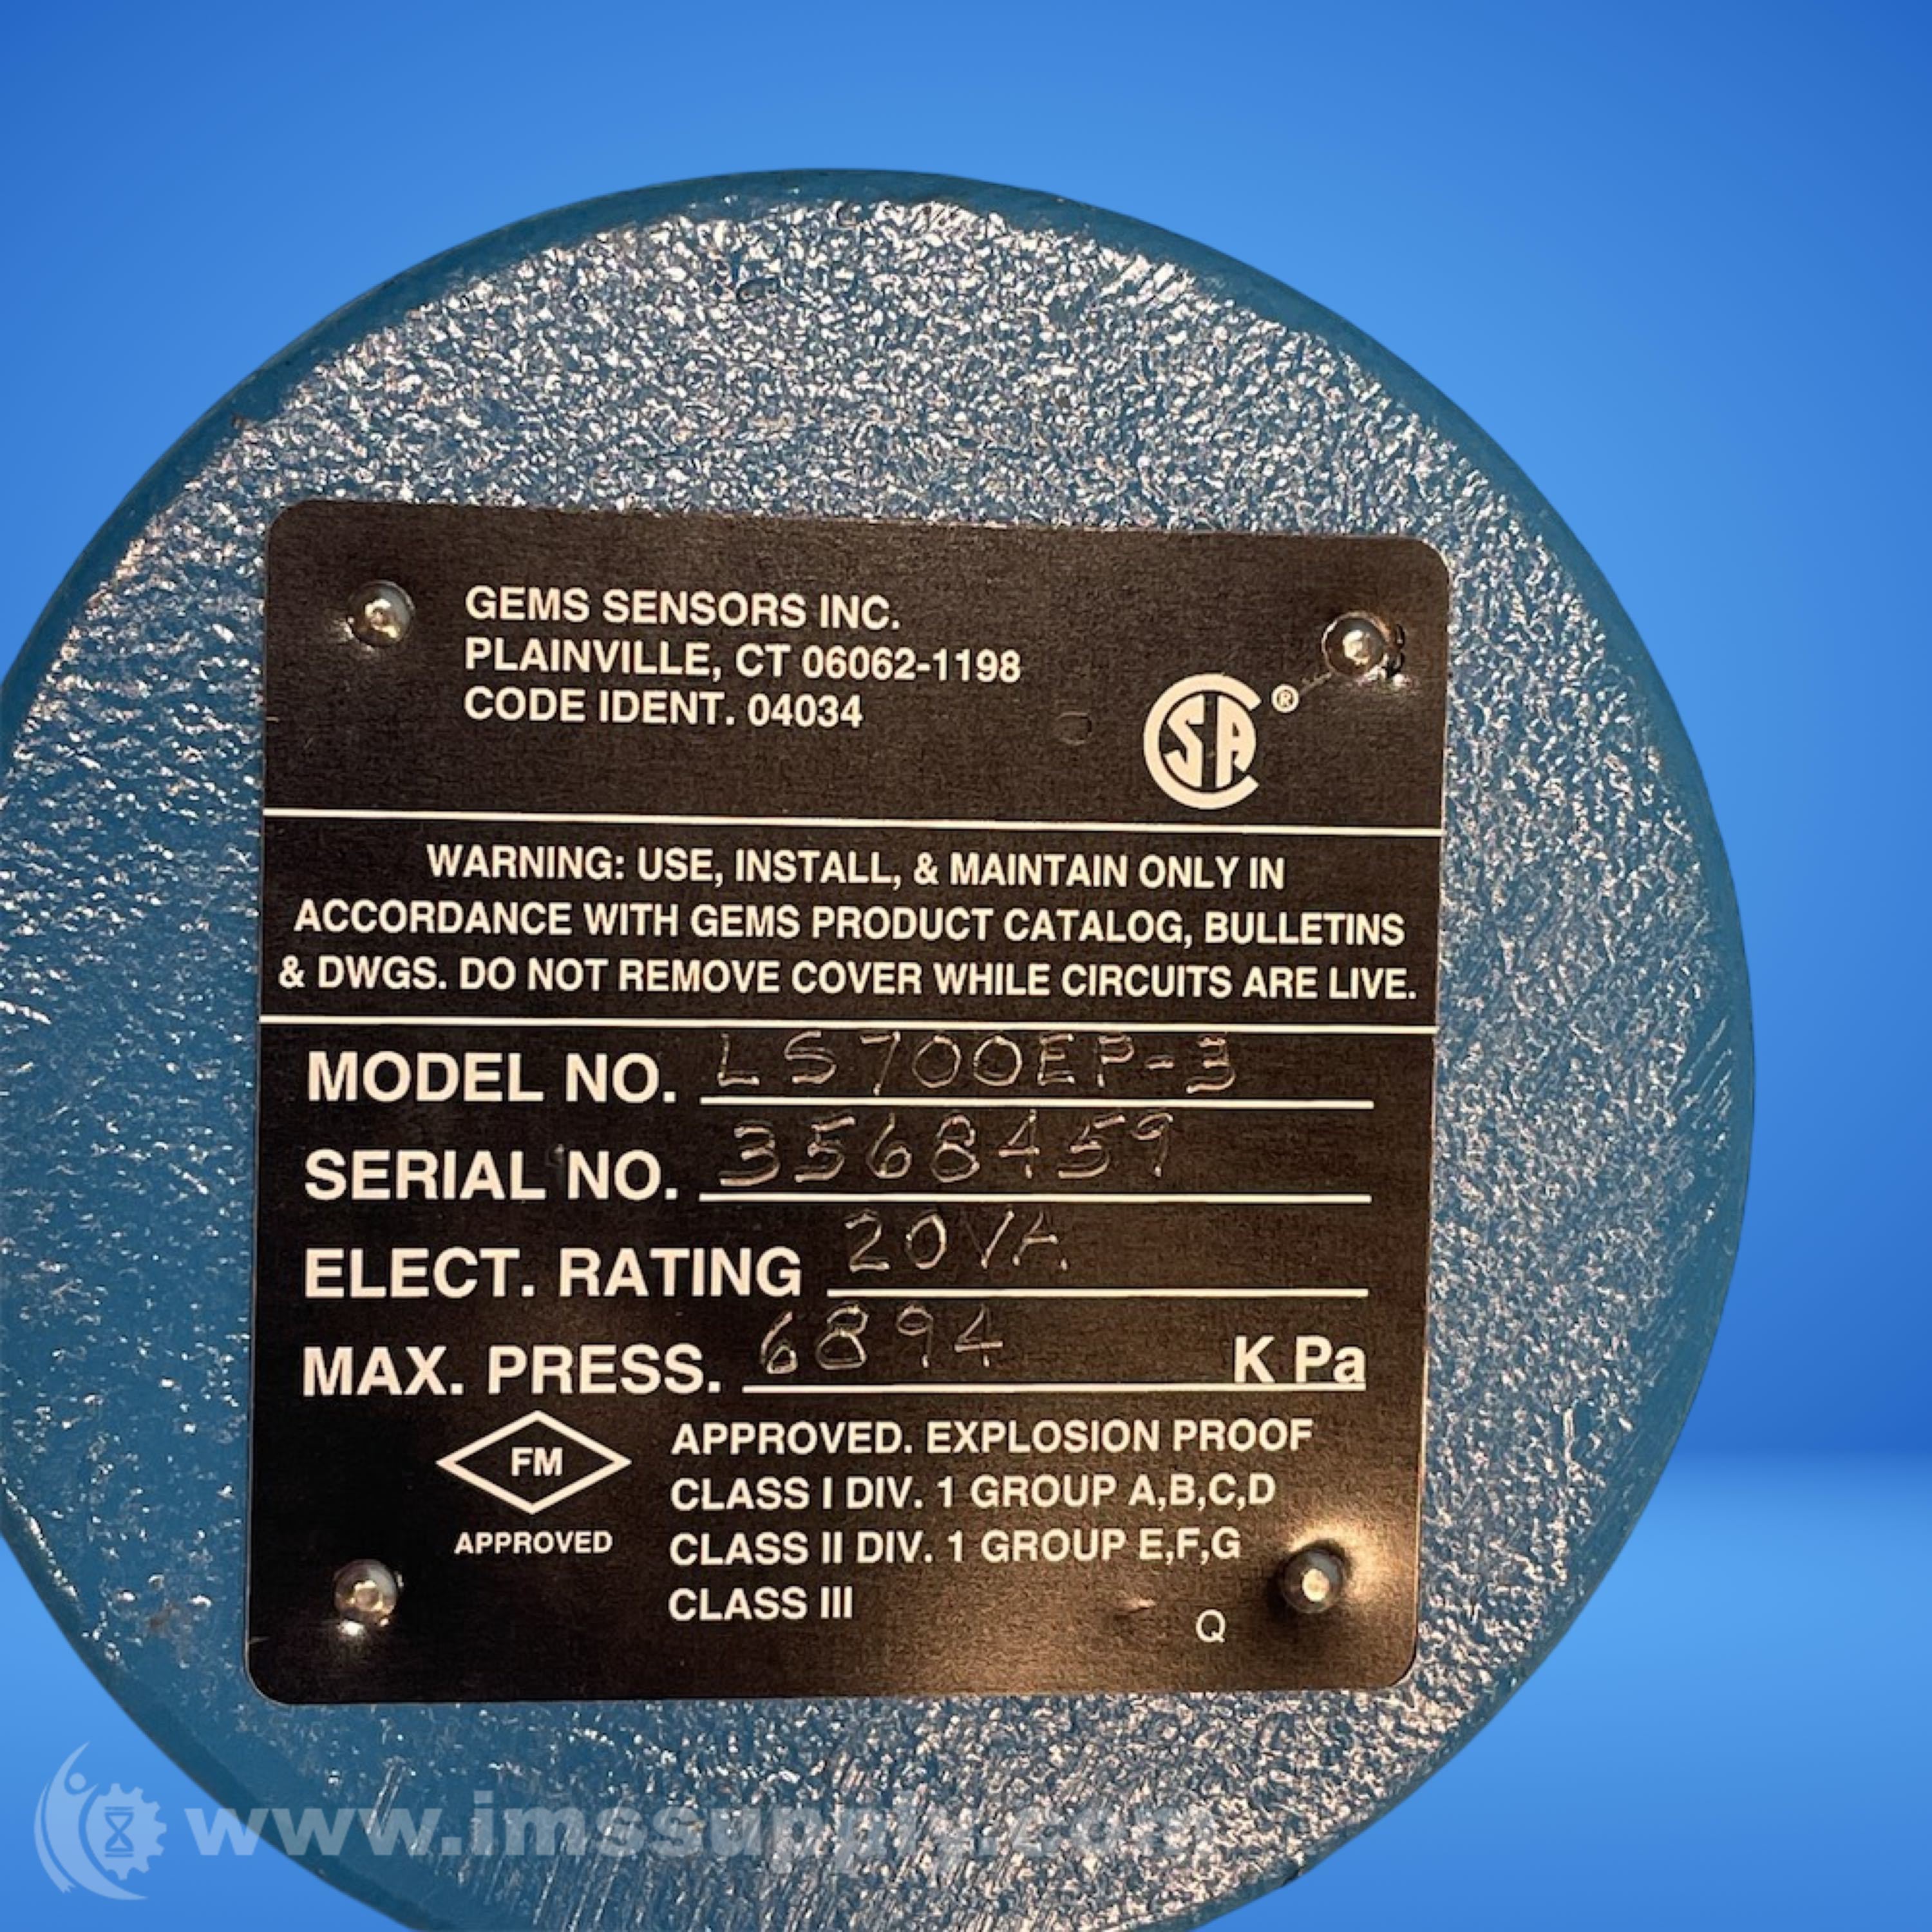 GEMS SENSORS INC.
PLAINVILLE, CT 06062-1198
CODE IDENT. 04034
CSA ®
WARNING: USE, INSTALL, & MAINTAIN ONLY IN
ACCORDANCE WITH GEMS PRODUCT CATALOG, BULLETINS
& DWGS. DO NOT REMOVE COVER WHILE CIRCUITS ARE LIVE.
MODEL NO. LS700EP-3
SERIAL NO. 3568459
ELECT. RATING 20VA.
MAX. PRESS. 6894 K Pa
FM
APPROVED
APPROVED. EXPLOSION PROOF
CLASS I DIV. 1 GROUP A,B,C,D
CLASS II DIV. 1 GROUP E,F,G
CLASS III
Q
www.imssupply.com